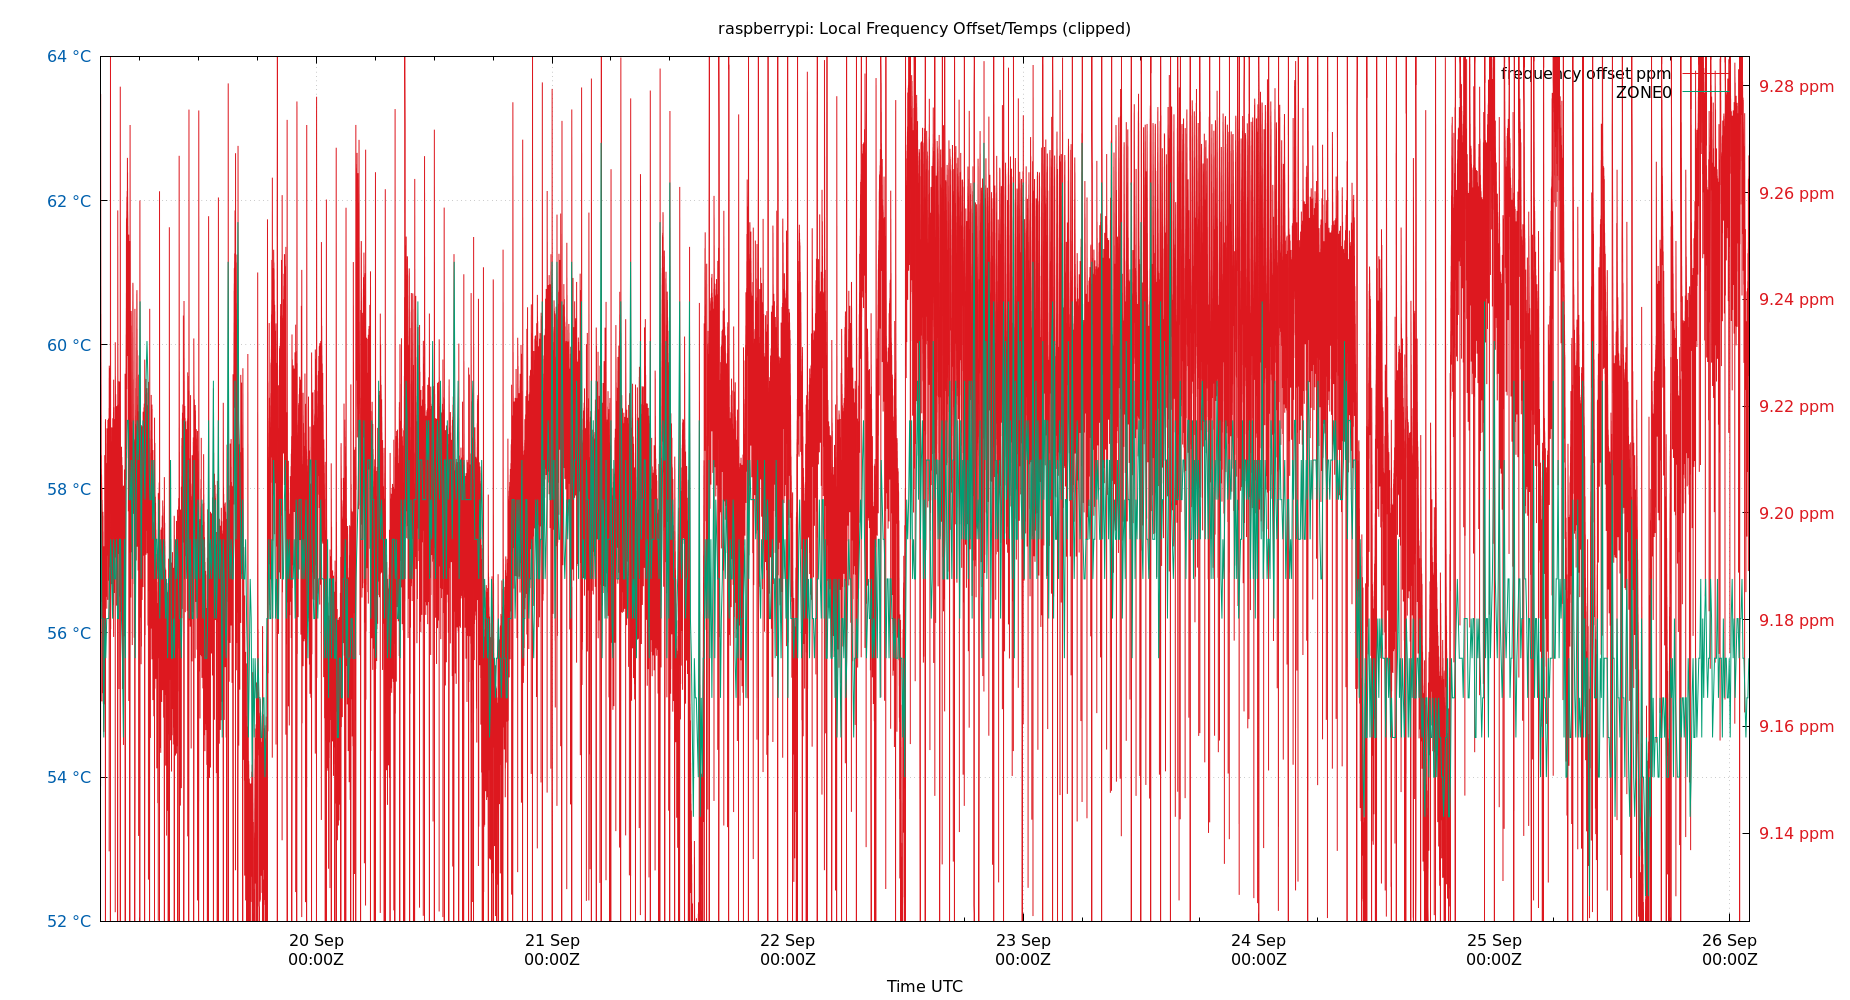 raspberrypi: Local Frequency Offset/Temps (clipped)
64 °C
62 °C
60 °C
58 °C
56 °C
54 °C
52 °C
frequency offset ppm
ZONE0
9.28 ppm
9.26 ppm
9.24 ppm
9.22 ppm
9.20 ppm
9.18 ppm
9.16 ppm
9.14 ppm
20 Sep
00:00Z
21 Sep
00:00Z
22 Sep
00:00Z
23 Sep
00:00Z
24 Sep
00:00Z
25 Sep
00:00Z
26 Sep
00:00Z
Time UTC